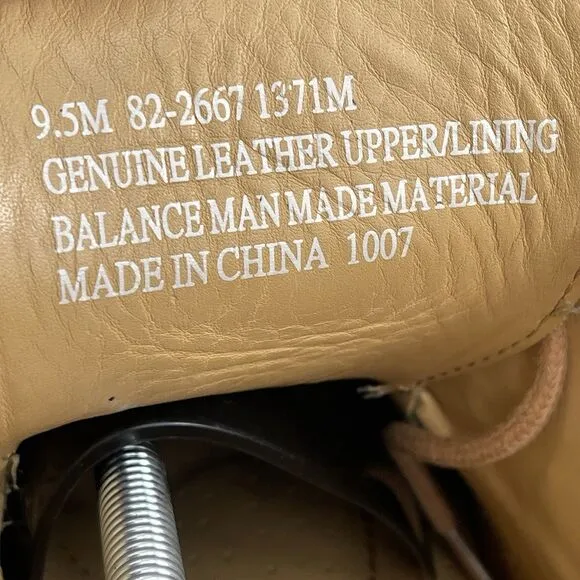 9.5M 82-2667 1371M
GENUINE LEATHER UPPER/LINING
BALANCE MAN MADE MATERIAL
MADE IN CHINA 1007